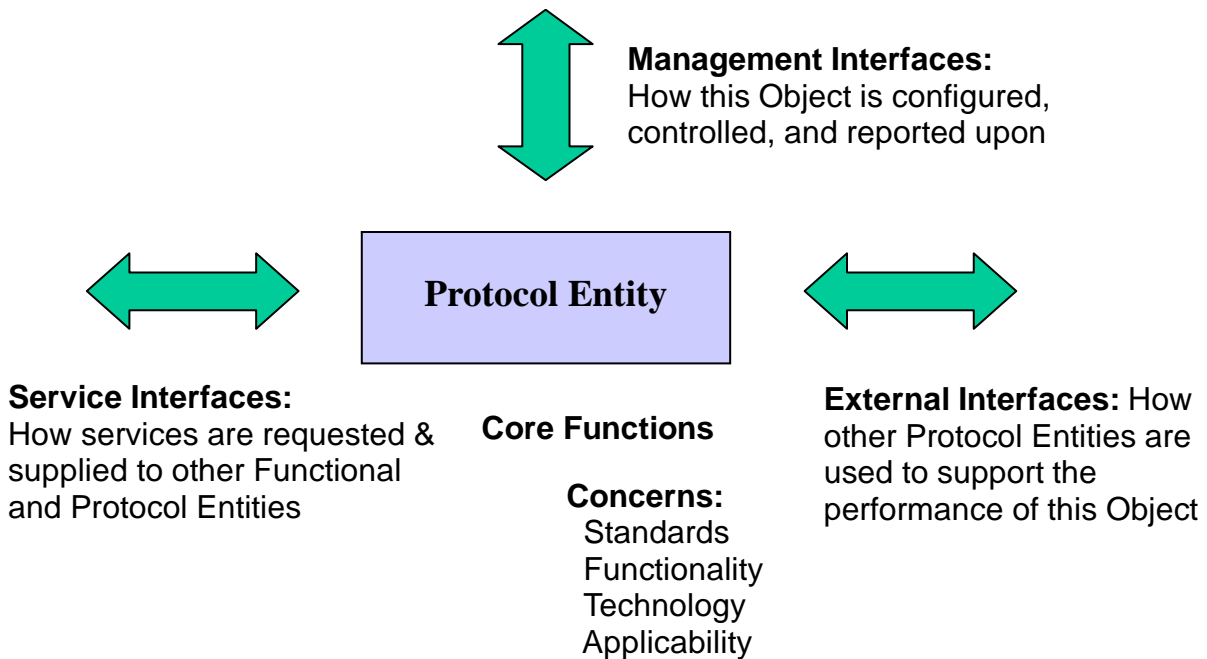 Management Interfaces:
How this Object is configured,
controlled, and reported upon
Protocol Entity
Service Interfaces:
How services are requested &
supplied to other Functional
and Protocol Entities
Core Functions
Concerns:
Standards
Functionality
Technology
Applicability
External Interfaces: How
other Protocol Entities are
used to support the
performance of this Object